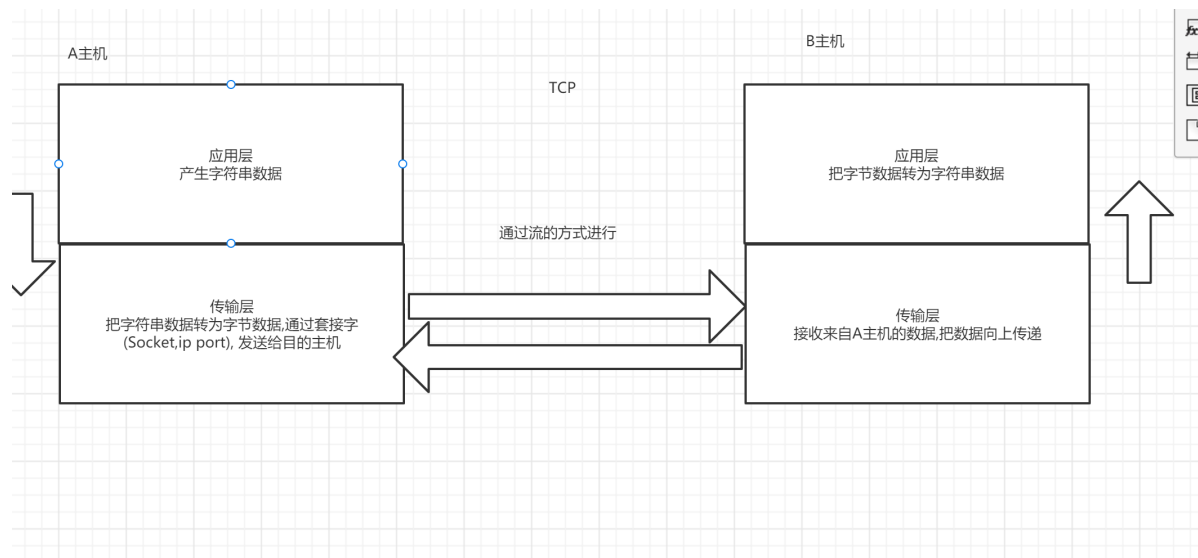 A主机
B主机
TCP
应用层
产生字符串数据
应用层
把字节数据转为字符串数据
通过流的方式进行
传输层
把字符串数据转为字节数据,通过套接字
(Socket,ip port), 发送给目的主机
传输层
接收来自A主机的数据,把数据向上传递